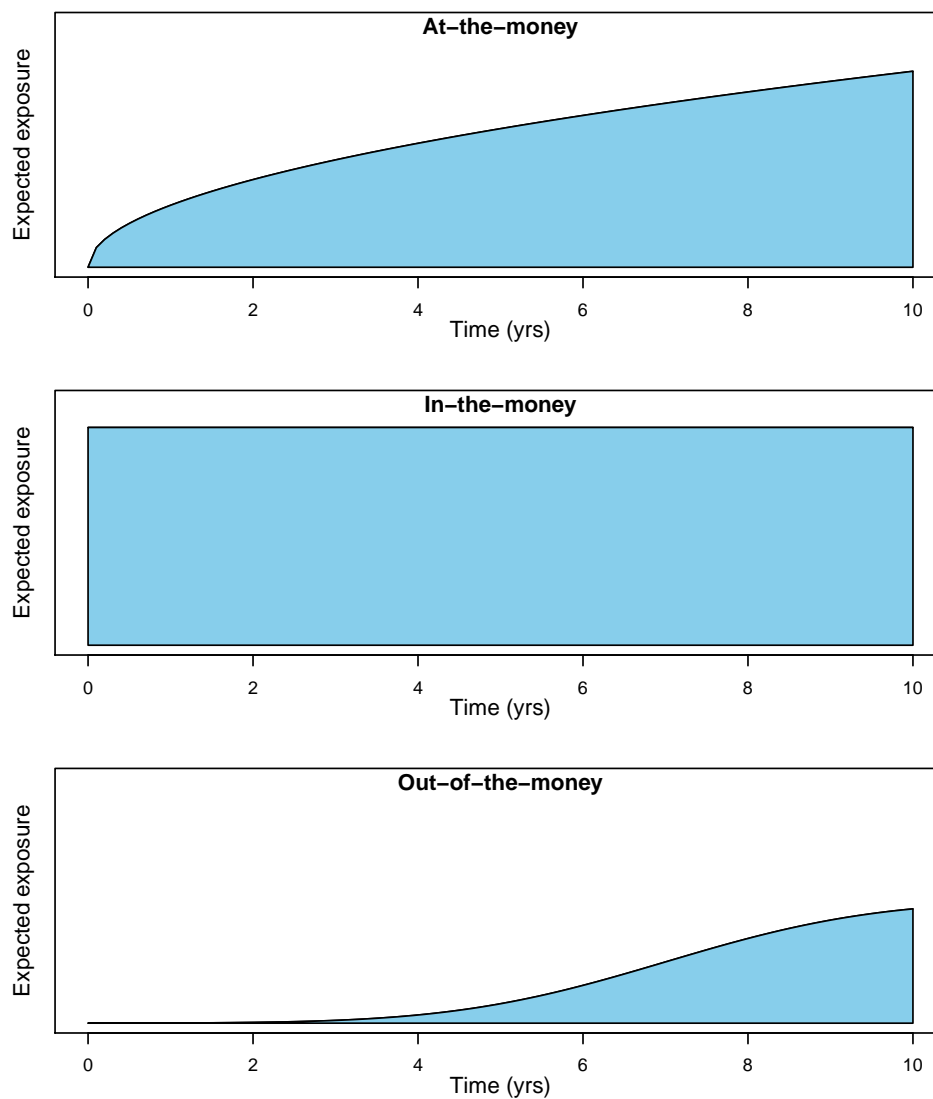 At−the−money
Expected exposure
0 2 4 6 8 10
Time (yrs)
In−the−money
Expected exposure
0 2 4 6 8 10
Time (yrs)
Out−of−the−money
Expected exposure
0 2 4 6 8 10
Time (yrs)